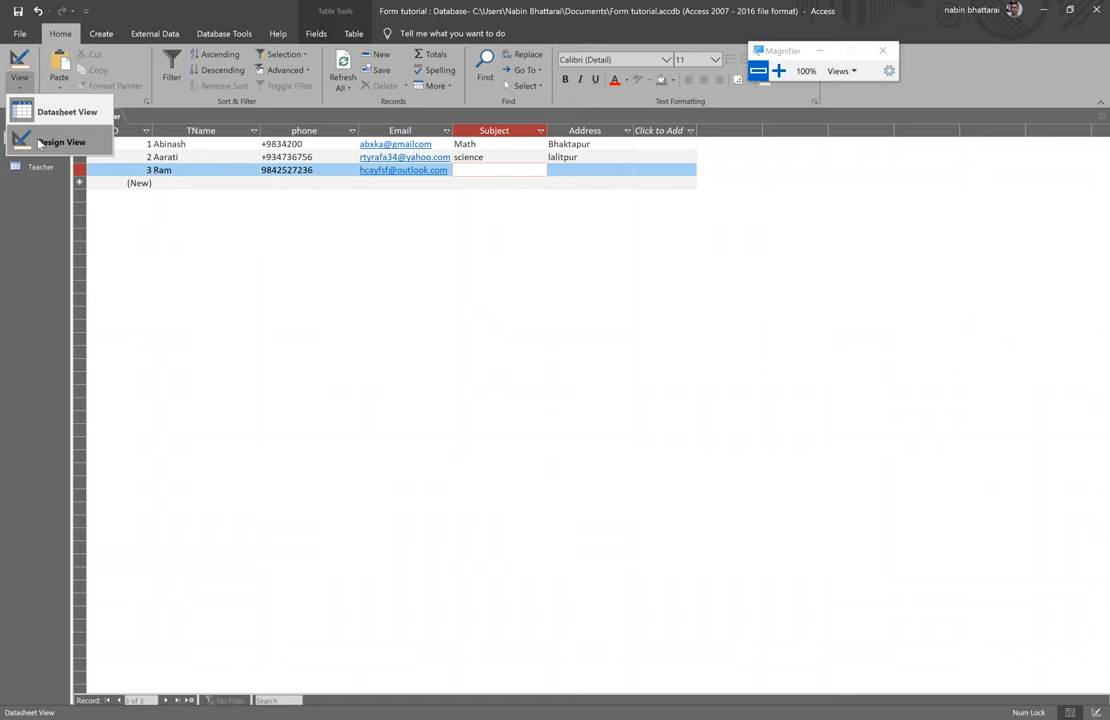 Table Tools
Form tutorial : Database- C:\Users\Nabin Bhattarai\Documents\Form tutorial.accdb (Access 2007 - 2016 file format) - Access
nabin bhattarai
File Home Create External Data Database Tools Help Fields Table Tell me what you want to do
Magnifier
100% Views
View
Paste
Cut
Copy
Format Painter
Filter
Ascending
Descending
Remove Sort
Selection
Advanced
Toggle Filter
Sort & Filter
Refresh
All
New
Save
Delete
Totals
Spelling
More
Records
Find
Replace
Go To
Select
Find
Calibri (Detail) 11
B I U A
Text Formatting
Datasheet View
Design View
Teacher
TName phone Email Subject Address Click to Add
1 Abinash +9834200 abxka@gmailcom Math Bhaktapur
2 Aarati +934736756 rtyrafa34@yahoo.com science lalitpur
3 Ram 9842527236 hcayfsf@outlook.com
(New)
Record: 3 of 3 No Filter Search
Datasheet View
Num Lock